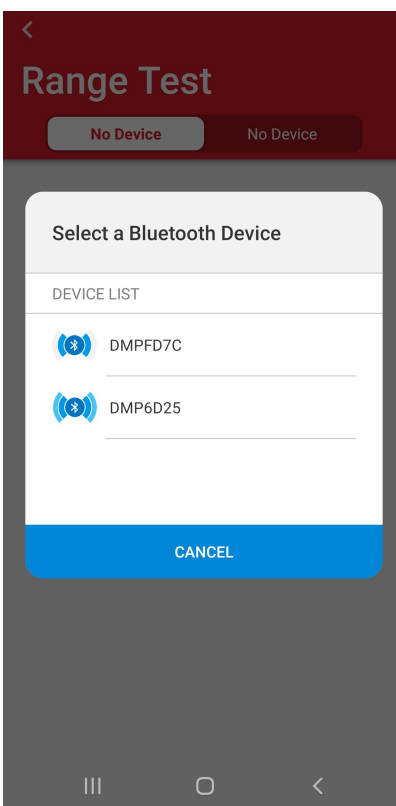 Range Test
No Device No Device
Select a Bluetooth Device
DEVICE LIST
DMPFD7C
DMP6D25
CANCEL